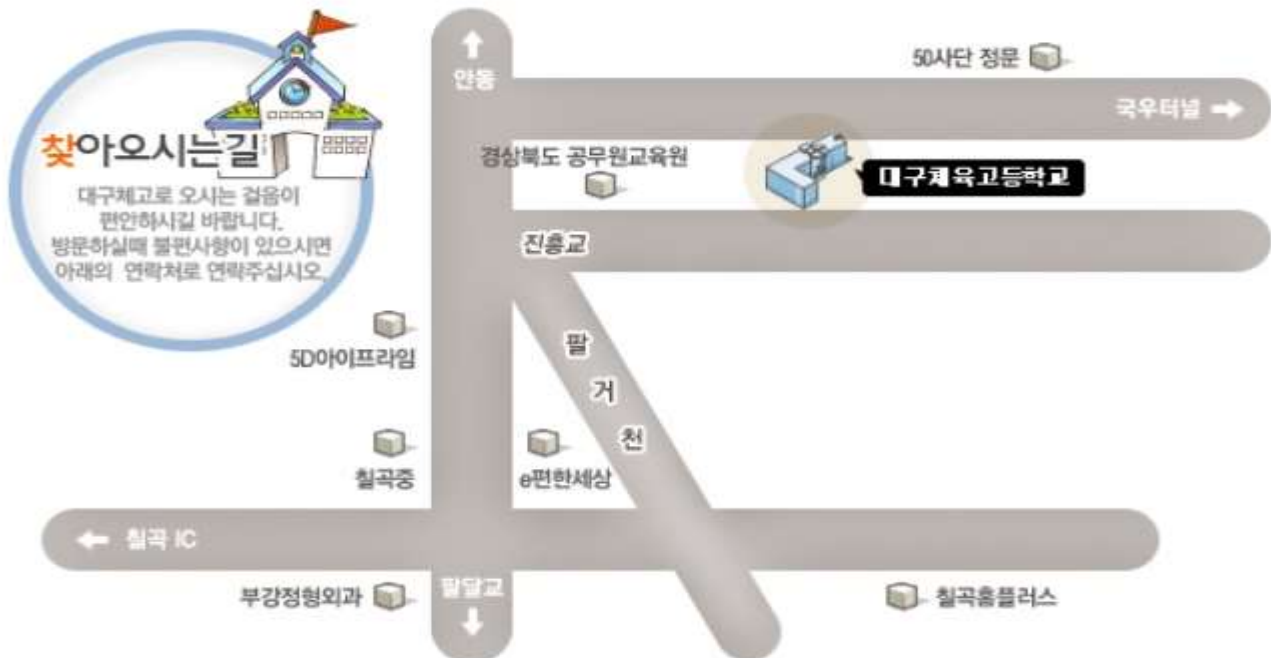 찾아오시는길
대구체고로 오시는 걸음이
편안하시길 바랍니다.
방문하실때 불편사항이 있으시면
아래의 연락처로 연락주십시오.
안동
50사단 정문
국우터널
경상북도 공무원교육원
대구체육고등학교
진흥교
5D아이프라임
팔거천
칠곡중
e편한세상
칠곡 IC
부강정형외과
팔달교
칠곡홈플러스